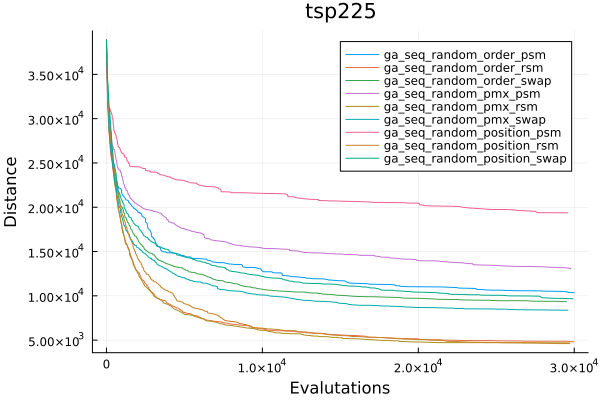 tsp225
3.50×10⁴
3.00×10⁴
2.50×10⁴
2.00×10⁴
1.50×10⁴
1.00×10⁴
5.00×10³
Distance
ga_seq_random_order_psm
ga_seq_random_order_rsm
ga_seq_random_order_swap
ga_seq_random_pmx_psm
ga_seq_random_pmx_rsm
ga_seq_random_pmx_swap
ga_seq_random_position_psm
ga_seq_random_position_rsm
ga_seq_random_position_swap
0 1.0×10⁴ 2.0×10⁴ 3.0×10⁴
Evalutations